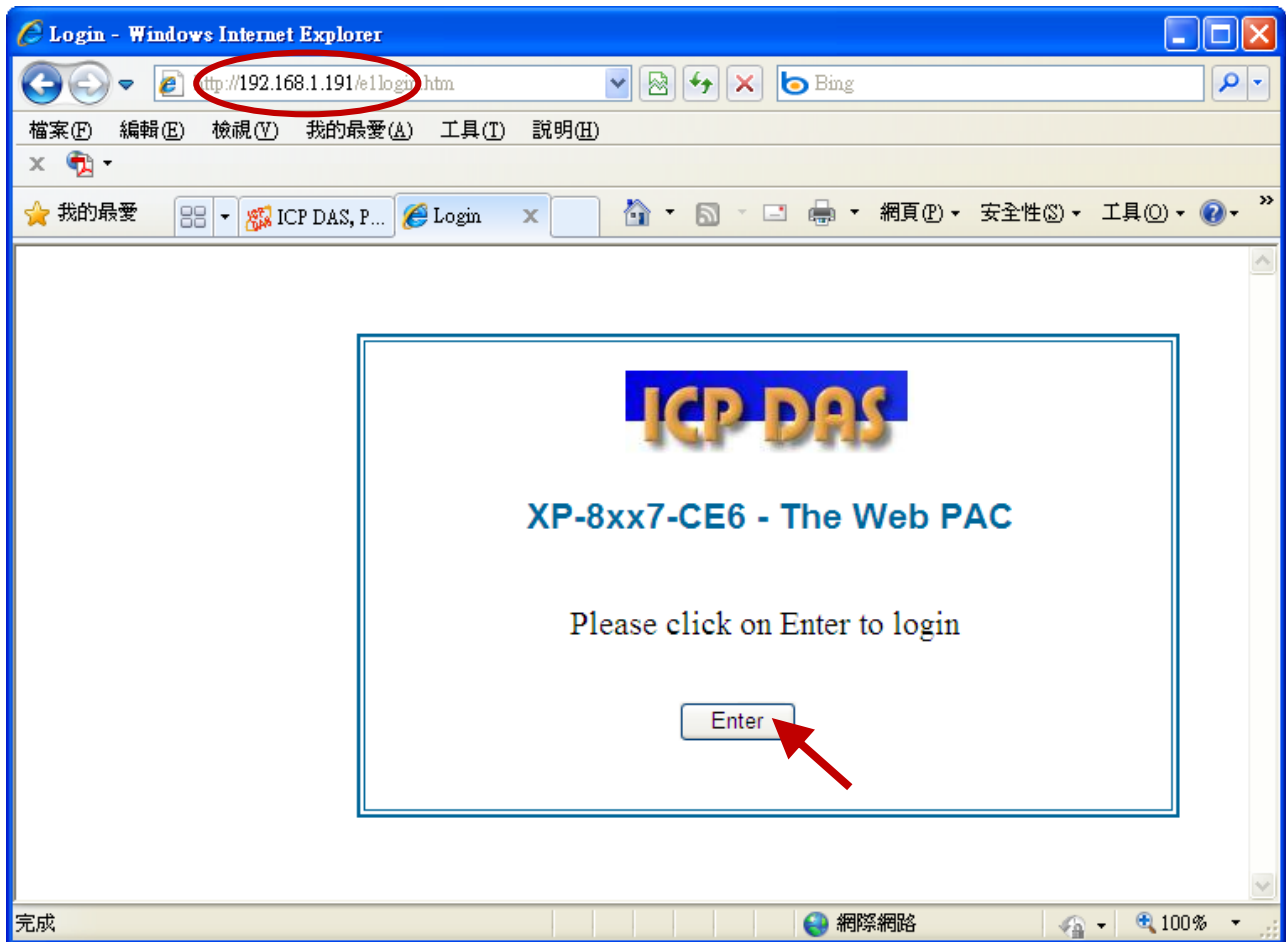 Login - Windows Internet Explorer
http://192.168.1.191/e1login.htm
Bing
檔案(F) 編輯(E) 檢視(V) 我的最愛(A) 工具(T) 說明(H)
我的最愛
ICP DAS, P...
Login
網頁(P)
安全性(S)
工具(O)
ICP DAS
XP-8xx7-CE6 - The Web PAC
Please click on Enter to login
Enter
完成
網際網路
100%